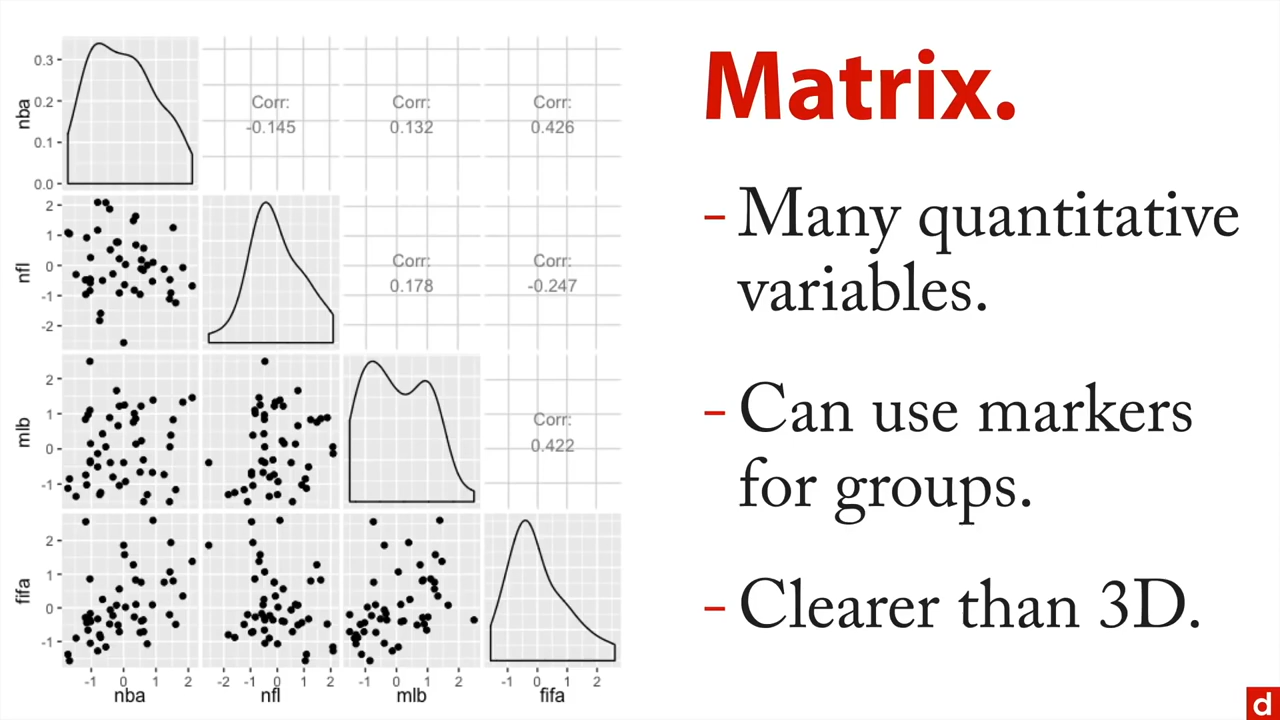 Matrix.
- Many quantitative
variables.
- Can use markers
for groups.
- Clearer than 3D.
nba
0.3
0.2
0.1
0.0
Corr:
-0.145
Corr:
0.132
Corr:
0.426
nfl
2
1
0
-1
-2
Corr:
0.178
Corr:
-0.247
mlb
2
1
0
-1
Corr:
0.422
fifa
2
1
0
-1
-1 0 1 2
-2 -1 0 1 2
-1 0 1 2
-1 0 1 2
nba
nfl
mlb
fifa
d